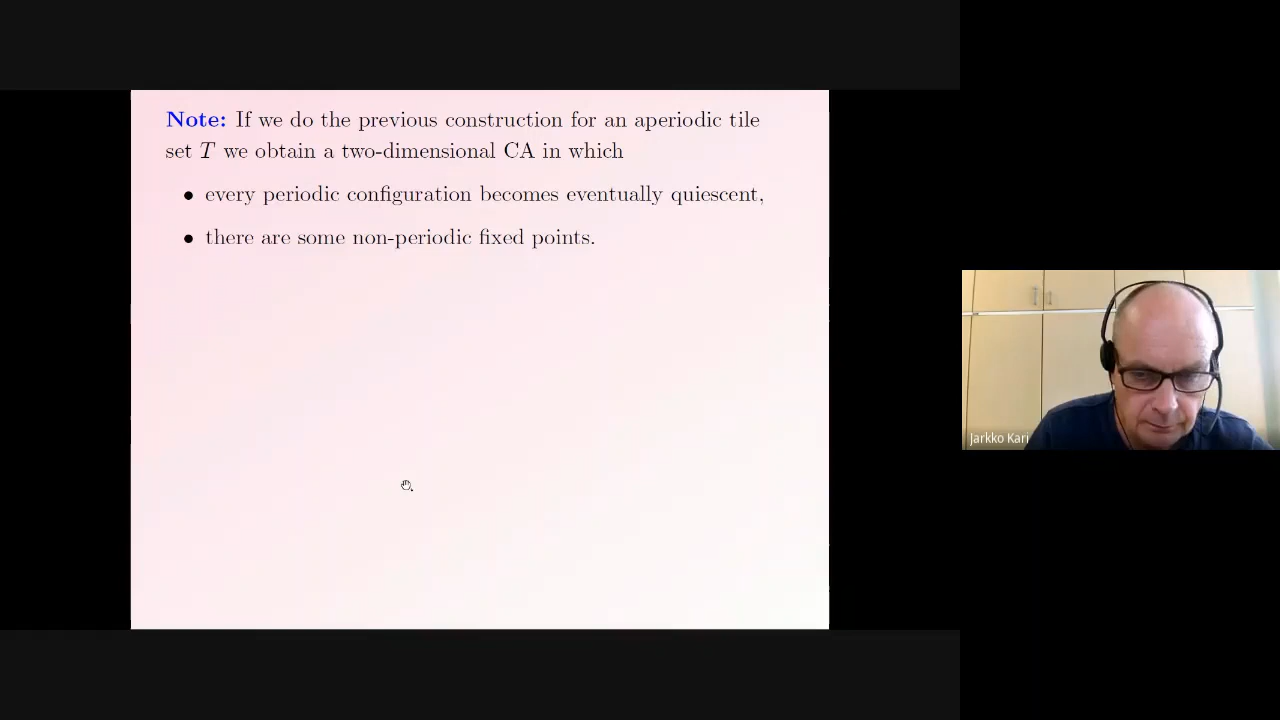 Note: If we do the previous construction for an aperiodic tile
set T we obtain a two-dimensional CA in which
• every periodic configuration becomes eventually quiescent,
• there are some non-periodic fixed points.
Jarkko Kari